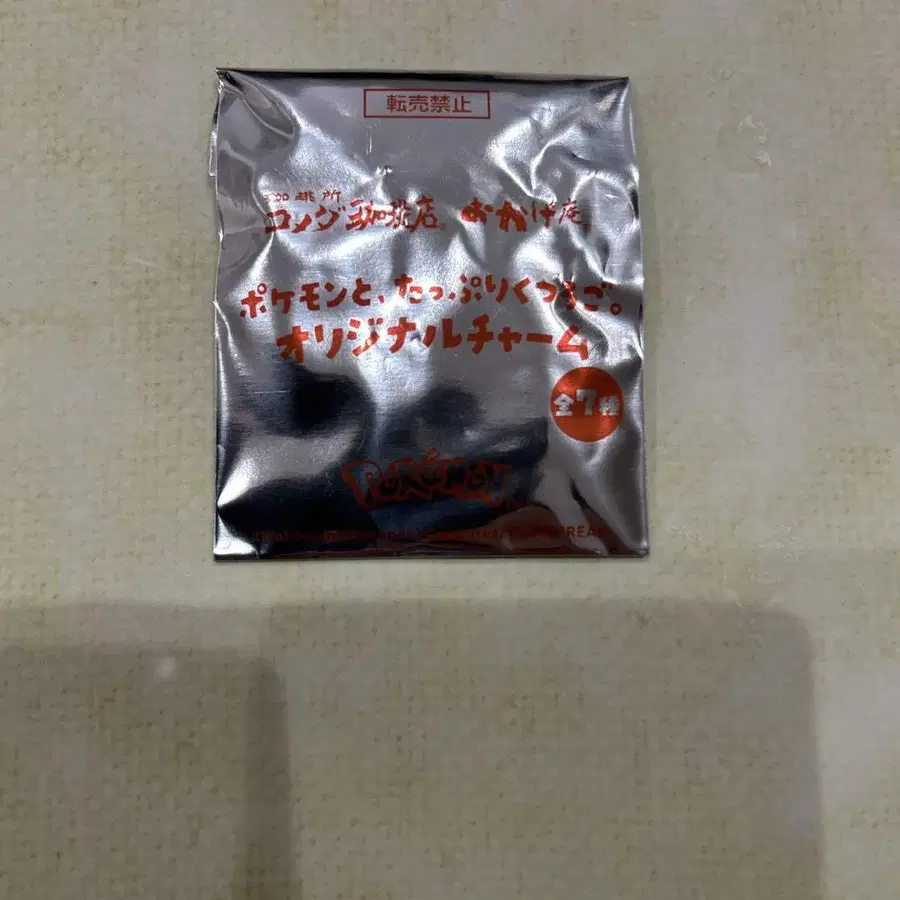 転売禁止
珈琲所
コメダ珈琲店® おかげ庵®
ポケモンと、たっぷりくつろご。
オリジナルチャーム
全7種
POKéMON